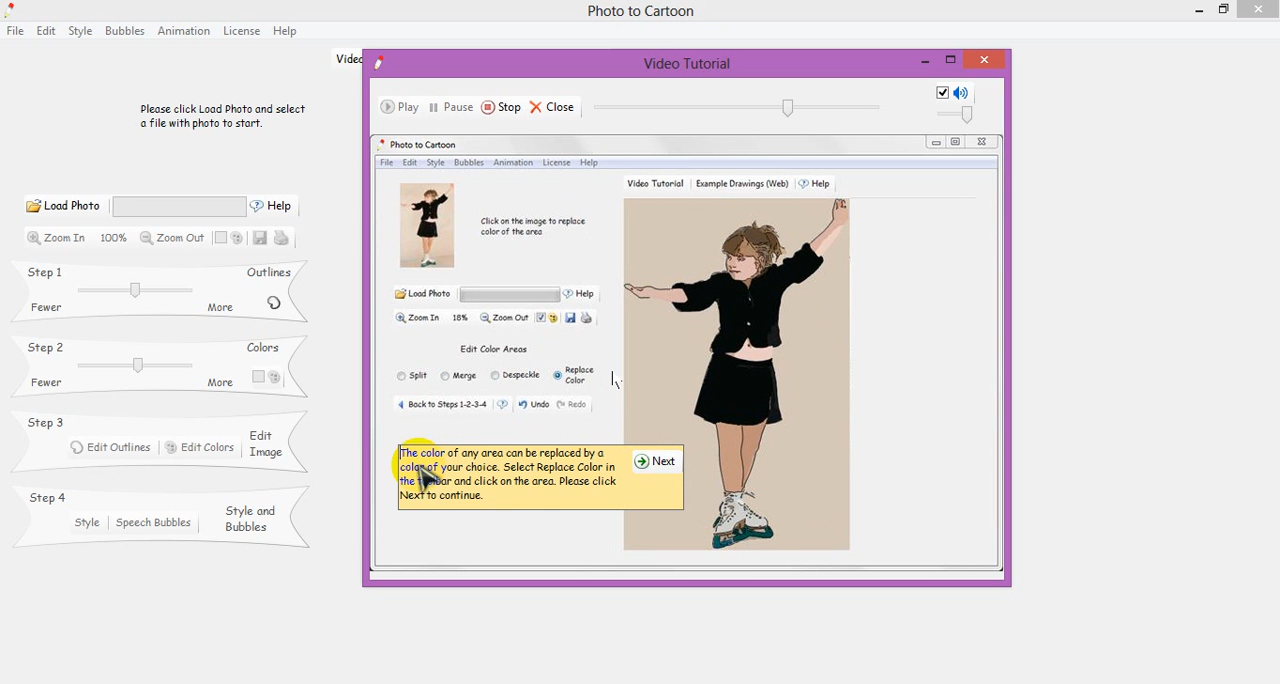 Photo to Cartoon
File Edit Style Bubbles Animation License Help
Video
Please click Load Photo and select
a file with photo to start.
Load Photo Help
Zoom In 100% Zoom Out
Step 1 Outlines
Fewer More
Step 2 Colors
Fewer More
Step 3
Edit Outlines Edit Colors Edit
Image
Step 4
Style Speech Bubbles Style and
Bubbles
Video Tutorial
Play Pause Stop Close
Photo to Cartoon
File Edit Style Bubbles Animation License Help
Video Tutorial Example Drawings (Web) Help
Click on the image to replace
color of the area
Load Photo Help
Zoom In 18% Zoom Out
Edit Color Areas
Split Merge Despeckle Replace
Color
Back to Steps 1-2-3-4 Undo Redo
The color of any area can be replaced by a
color of your choice. Select Replace Color in
the toolbar and click on the area. Please click
Next to continue.
Next